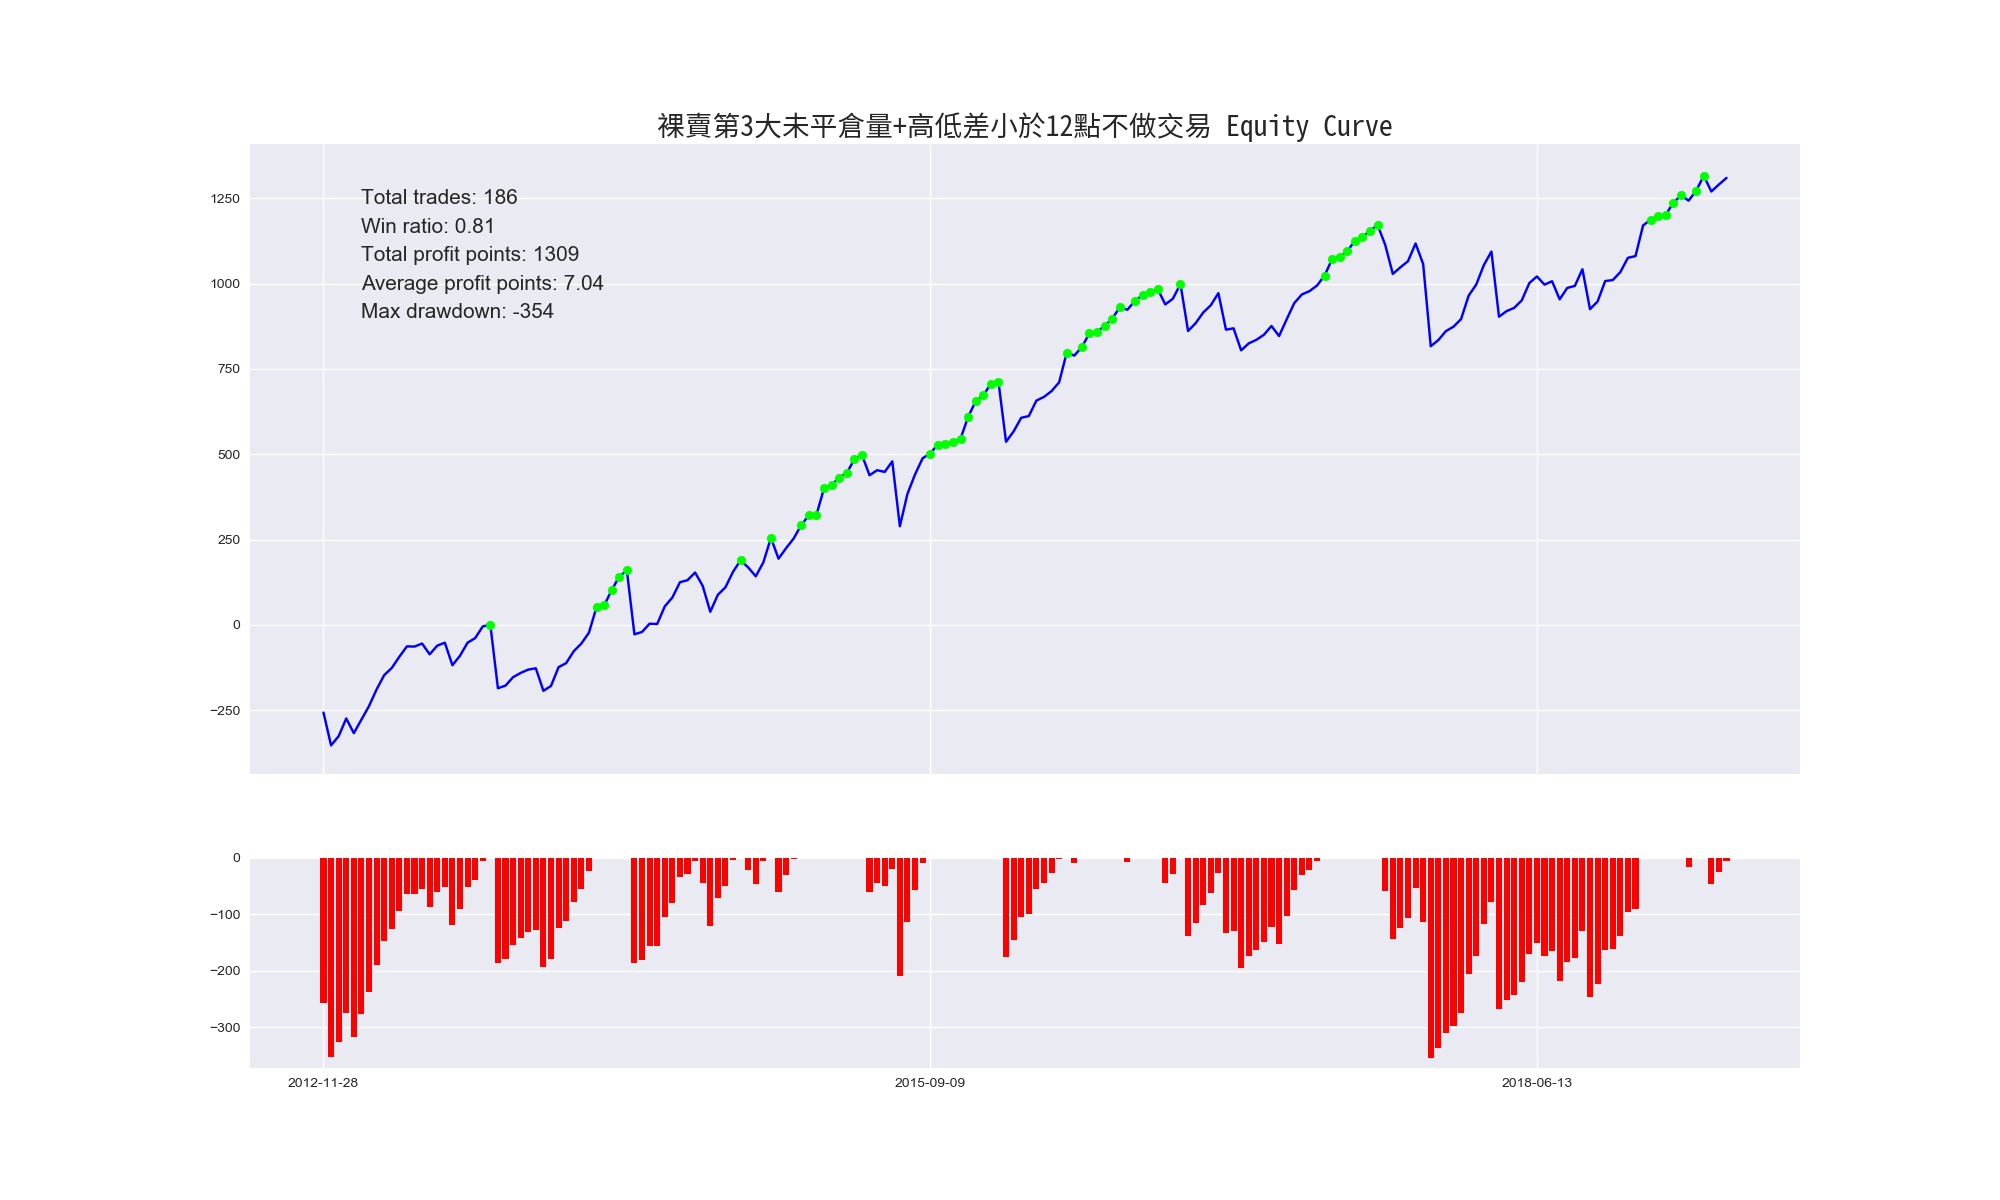 裸賣第3大未平倉量+高低差小於12點不做交易 Equity Curve
Total trades: 186
Win ratio: 0.81
Total profit points: 1309
Average profit points: 7.04
Max drawdown: -354
1250
1000
750
500
250
0
−250
0
−100
−200
−300
2012-11-28 2015-09-09 2018-06-13